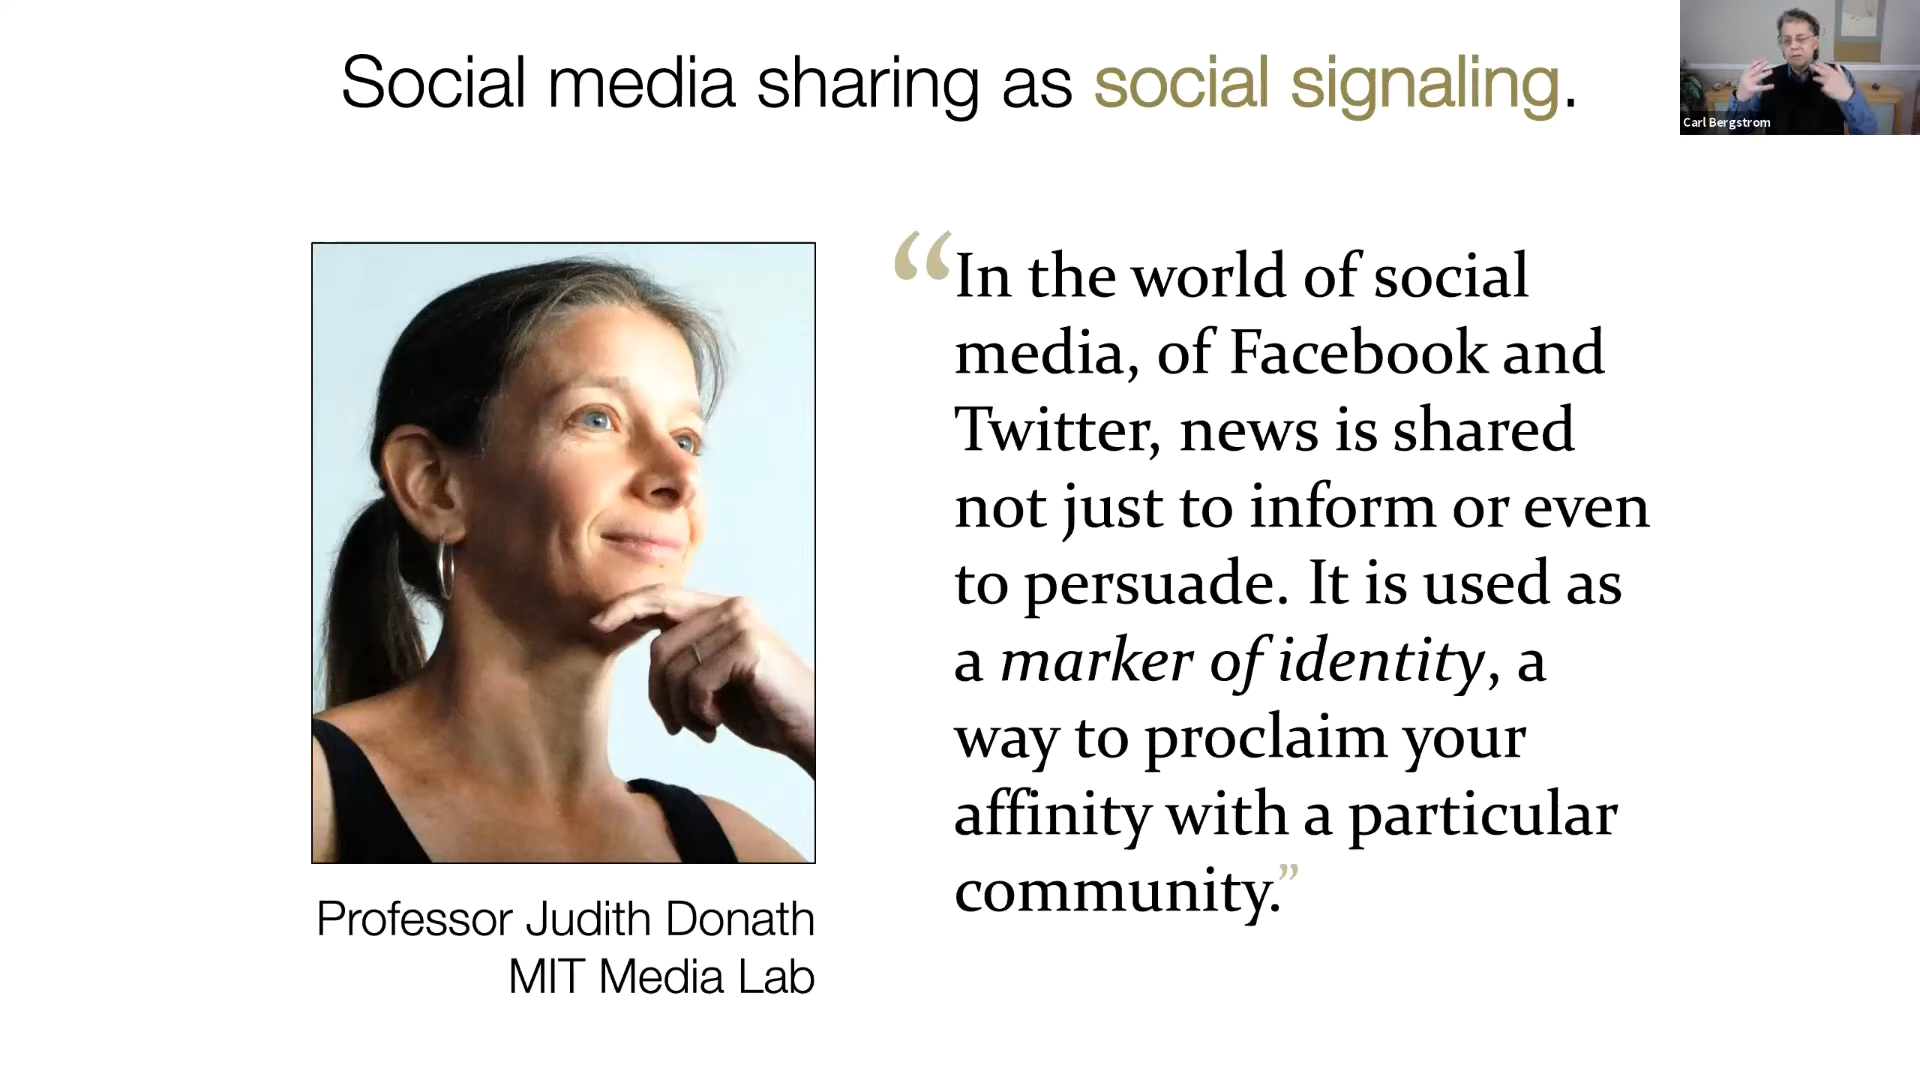 Social media sharing as social signaling.
Carl Bergstrom
“In the world of social
media, of Facebook and
Twitter, news is shared
not just to inform or even
to persuade. It is used as
a marker of identity, a
way to proclaim your
affinity with a particular
community.”
Professor Judith Donath
MIT Media Lab